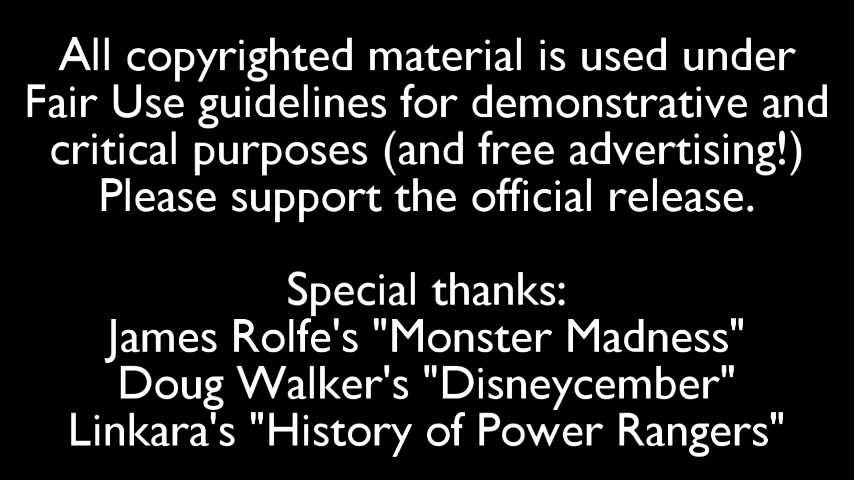 All copyrighted material is used under
Fair Use guidelines for demonstrative and
critical purposes (and free advertising!)
Please support the official release.
Special thanks:
James Rolfe's "Monster Madness"
Doug Walker's "Disneycember"
Linkara's "History of Power Rangers"